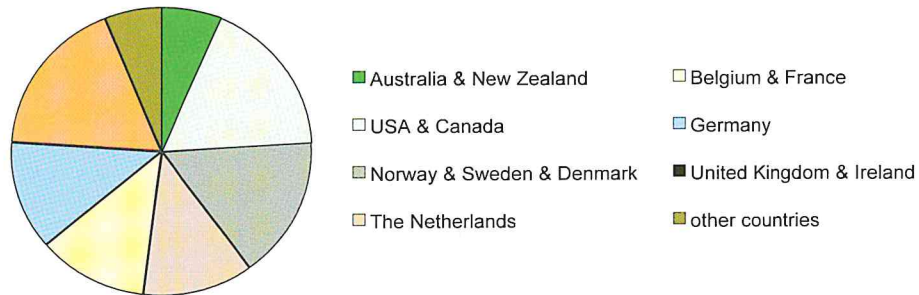 Australia & New Zealand
USA & Canada
Norway & Sweden & Denmark
The Netherlands
Belgium & France
Germany
United Kingdom & Ireland
other countries